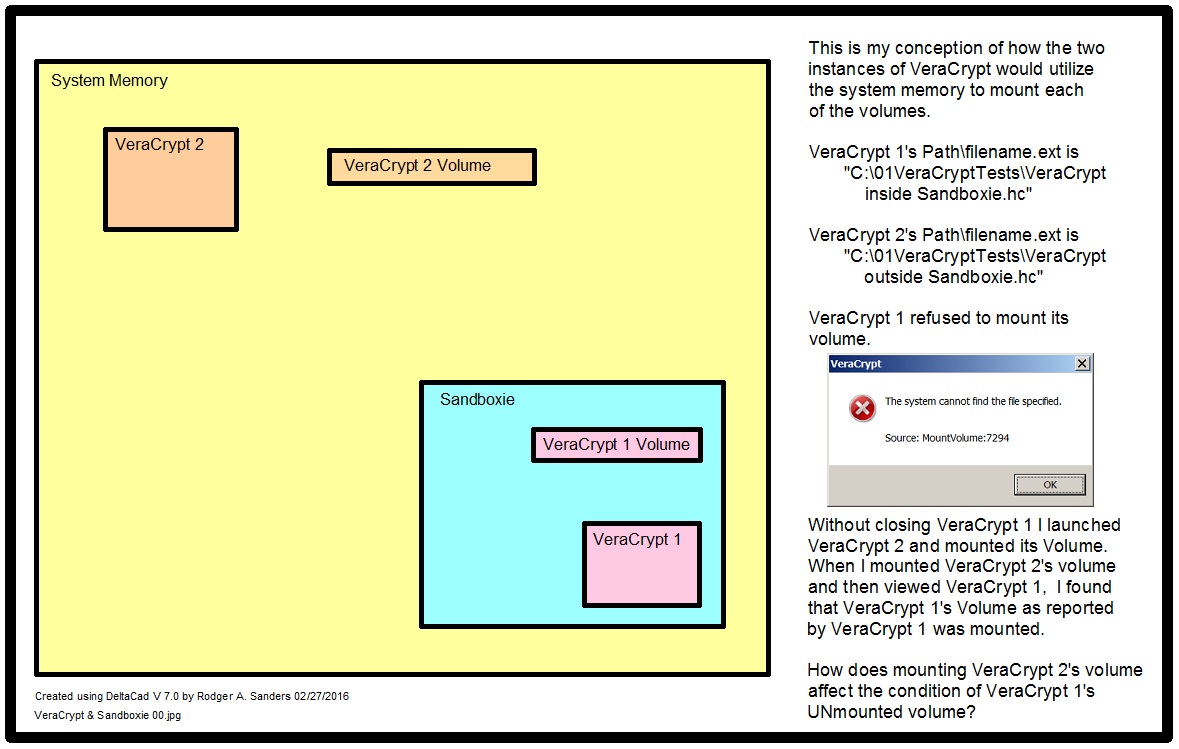 System Memory
VeraCrypt 2
VeraCrypt 2 Volume
Sandboxie
VeraCrypt 1 Volume
VeraCrypt 1
Created using DeltaCad V 7.0 by Rodger A. Sanders 02/27/2016
VeraCrypt & Sandboxie 00.jpg
This is my conception of how the two
instances of VeraCrypt would utilize
the system memory to mount each
of the volumes.
VeraCrypt 1's Path\filename.ext is
"C:\01VeraCryptTests\VeraCrypt
inside Sandboxie.hc"
VeraCrypt 2's Path\filename.ext is
"C:\01VeraCryptTests\VeraCrypt
outside Sandboxie.hc"
VeraCrypt 1 refused to mount its
volume.
VeraCrypt
The system cannot find the file specified.
Source: MountVolume:7294
OK
Without closing VeraCrypt 1 I launched
VeraCrypt 2 and mounted its Volume.
When I mounted VeraCrypt 2's volume
and then viewed VeraCrypt 1,  I found
that VeraCrypt 1's Volume as reported
by VeraCrypt 1 was mounted.
How does mounting VeraCrypt 2's volume
affect the condition of VeraCrypt 1's
UNmounted volume?